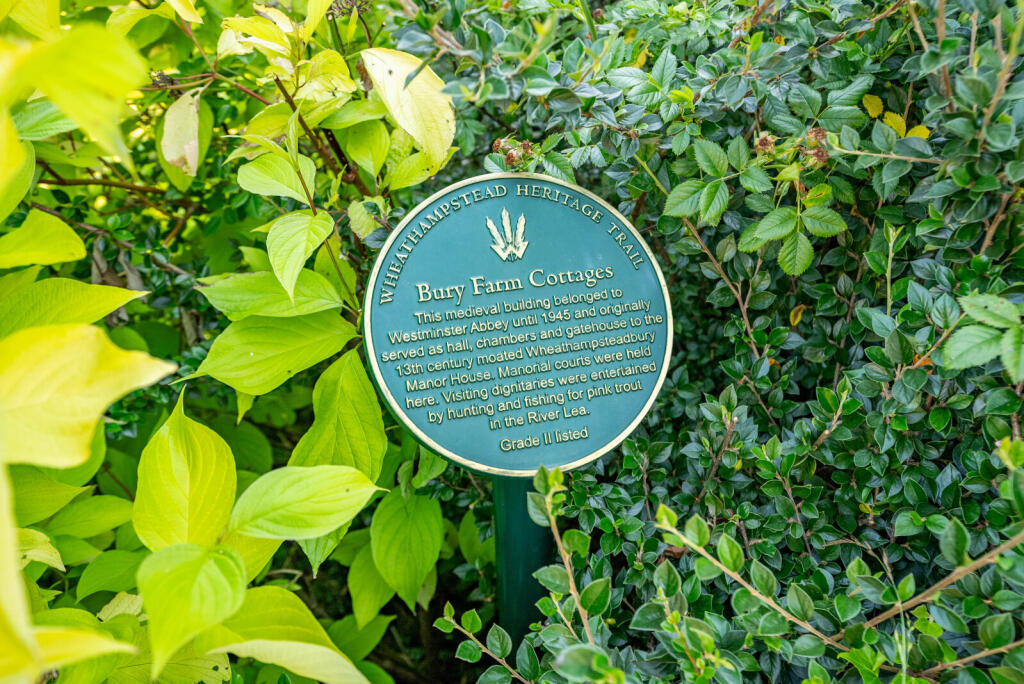 WHEATHAMPSTEAD HERITAGE TRAIL
Bury Farm Cottages
This medieval building belonged to
Westminster Abbey until 1945 and originally
served as hall, chambers and gatehouse to the
13th century moated Wheathampsteadbury
Manor House. Manorial courts were held
here. Visiting dignitaries were entertained
by hunting and fishing for pink trout
in the River Lea.
Grade II listed